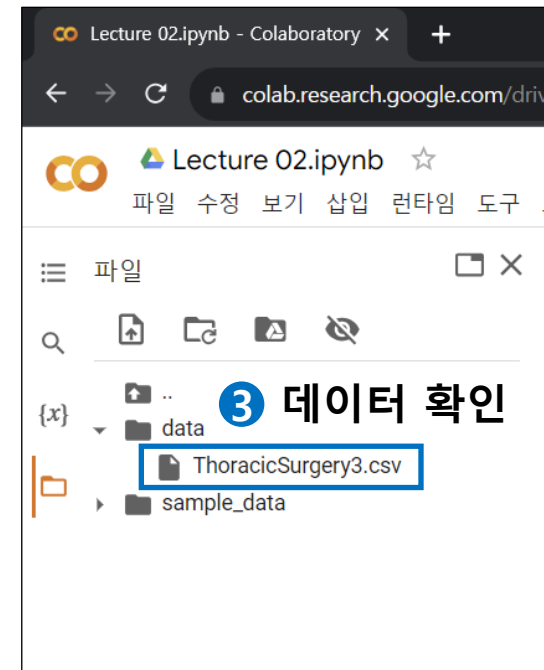 Lecture 02.ipynb - Colaboratory
colab.research.google.com/driv
Lecture 02.ipynb
파일 수정 보기 삽입 런타임 도구
파일
{x}
..
3 데이터 확인
data
ThoracicSurgery3.csv
sample_data